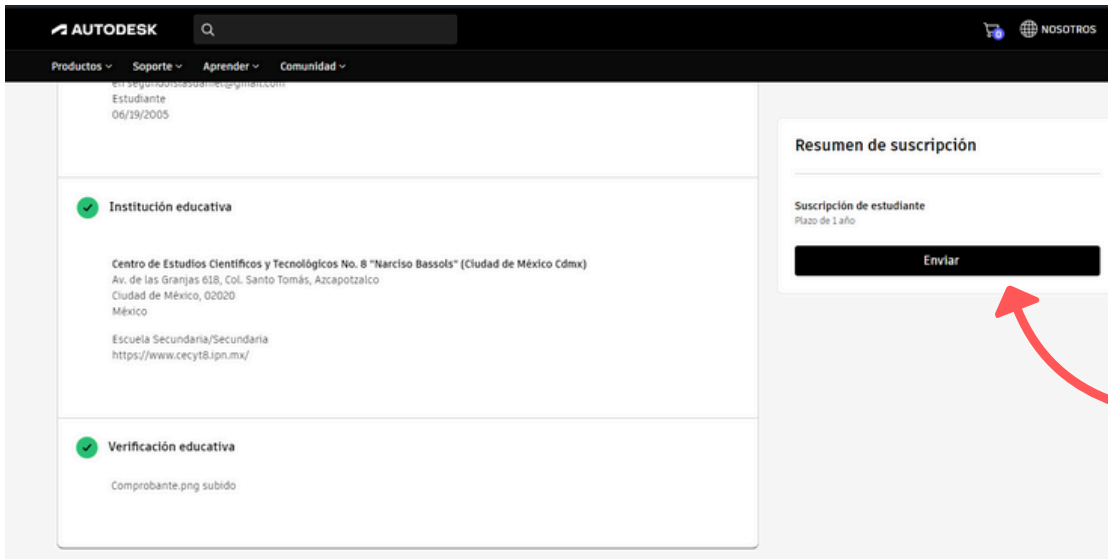 AUTODESK
0
NOSOTROS
Productos Soporte Aprender Comunidad
Estudiante
06/19/2005
Institución educativa
Centro de Estudios Científicos y Tecnológicos No. 8 "Narciso Bassols" (Ciudad de México Cdmx)
Av. de las Granjas 618, Col. Santo Tomás, Azcapotzalco
Ciudad de México, 02020
México
Escuela Secundaria/Secundaria
https://www.cecyt8.ipn.mx/
Verificación educativa
Comprobante.png subido
Resumen de suscripción
Suscripción de estudiante
Plazo de 1 año
Enviar